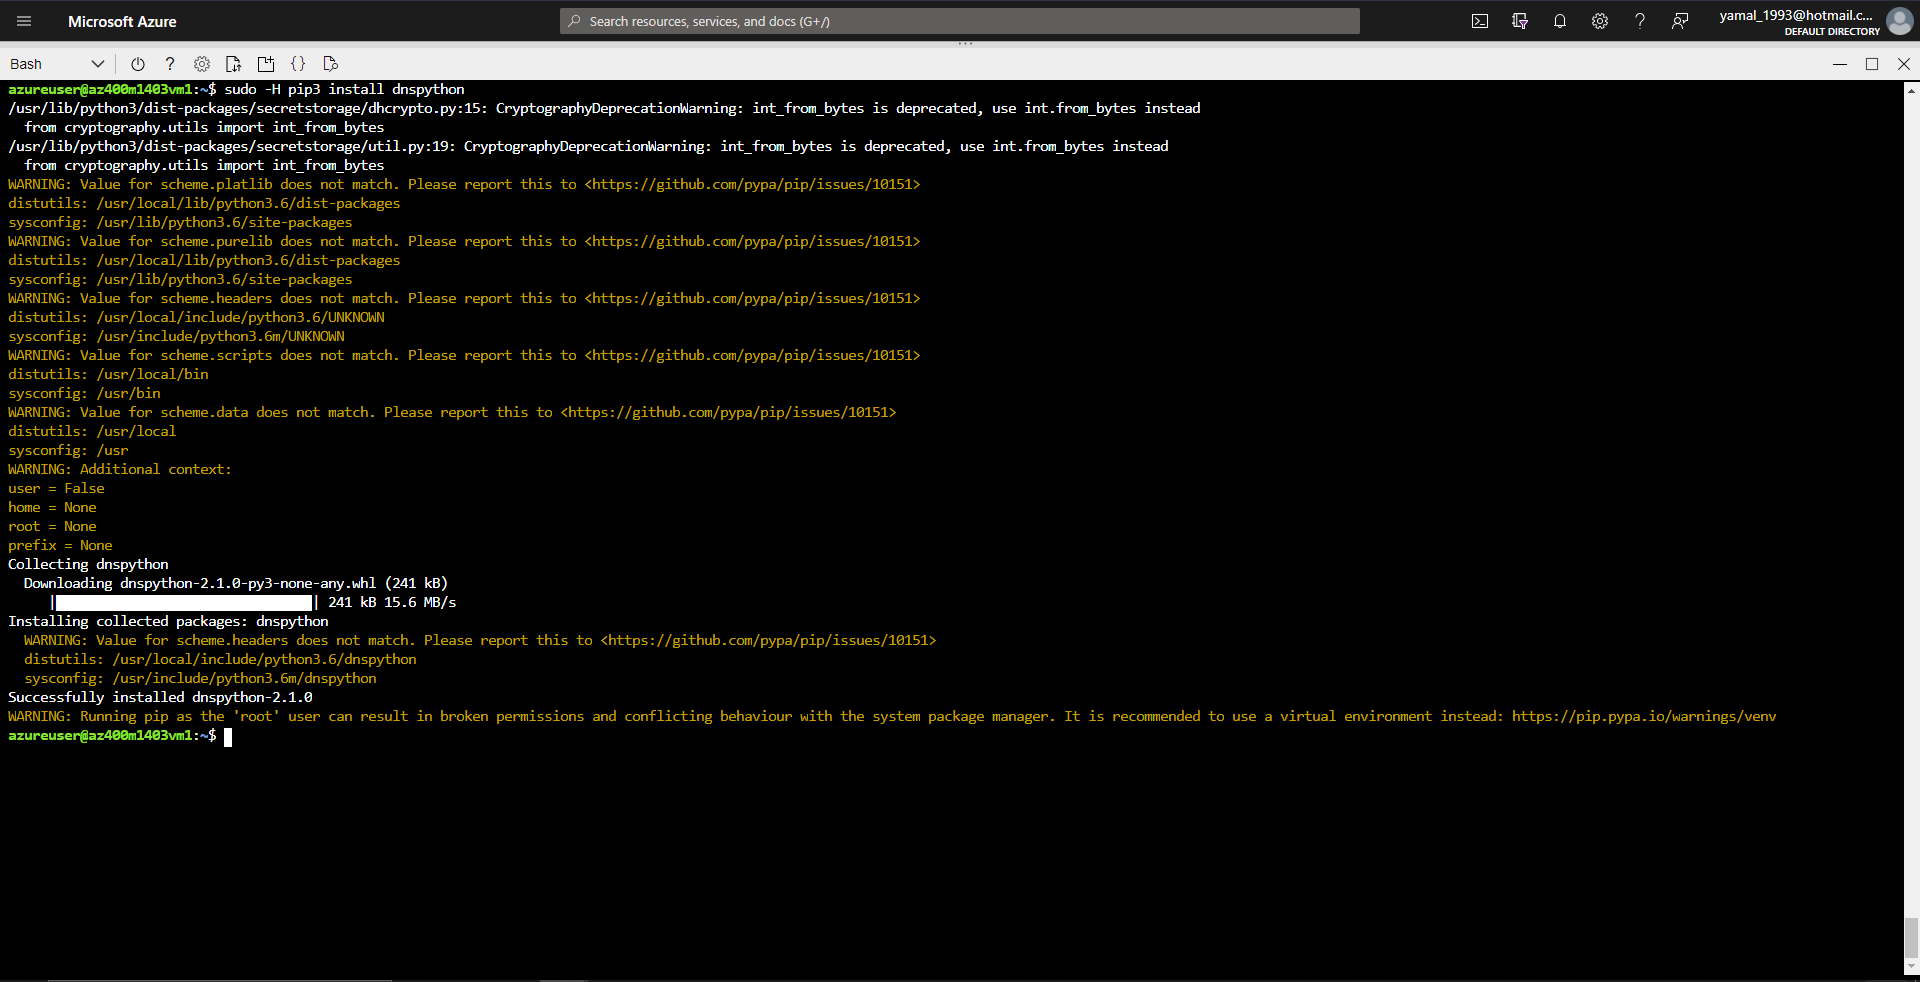 Microsoft Azure
Search resources, services, and docs (G+/)
yamal_1993@hotmail.c...
DEFAULT DIRECTORY
Bash
azureuser@az400m1403vm1:~$ sudo -H pip3 install dnspython
/usr/lib/python3/dist-packages/secretstorage/dhcrypto.py:15: CryptographyDeprecationWarning: int_from_bytes is deprecated, use int.from_bytes instead
  from cryptography.utils import int_from_bytes
/usr/lib/python3/dist-packages/secretstorage/util.py:19: CryptographyDeprecationWarning: int_from_bytes is deprecated, use int.from_bytes instead
  from cryptography.utils import int_from_bytes
WARNING: Value for scheme.platlib does not match. Please report this to <https://github.com/pypa/pip/issues/10151>
distutils: /usr/local/lib/python3.6/dist-packages
sysconfig: /usr/lib/python3.6/site-packages
WARNING: Value for scheme.purelib does not match. Please report this to <https://github.com/pypa/pip/issues/10151>
distutils: /usr/local/lib/python3.6/dist-packages
sysconfig: /usr/lib/python3.6/site-packages
WARNING: Value for scheme.headers does not match. Please report this to <https://github.com/pypa/pip/issues/10151>
distutils: /usr/local/include/python3.6/UNKNOWN
sysconfig: /usr/include/python3.6m/UNKNOWN
WARNING: Value for scheme.scripts does not match. Please report this to <https://github.com/pypa/pip/issues/10151>
distutils: /usr/local/bin
sysconfig: /usr/bin
WARNING: Value for scheme.data does not match. Please report this to <https://github.com/pypa/pip/issues/10151>
distutils: /usr/local
sysconfig: /usr
WARNING: Additional context:
user = False
home = None
root = None
prefix = None
Collecting dnspython
  Downloading dnspython-2.1.0-py3-none-any.whl (241 kB)
     |████████████████████████████████| 241 kB 15.6 MB/s
Installing collected packages: dnspython
  WARNING: Value for scheme.headers does not match. Please report this to <https://github.com/pypa/pip/issues/10151>
  distutils: /usr/local/include/python3.6/dnspython
  sysconfig: /usr/include/python3.6m/dnspython
Successfully installed dnspython-2.1.0
WARNING: Running pip as the 'root' user can result in broken permissions and conflicting behaviour with the system package manager. It is recommended to use a virtual environment instead: https://pip.pypa.io/warnings/venv
azureuser@az400m1403vm1:~$